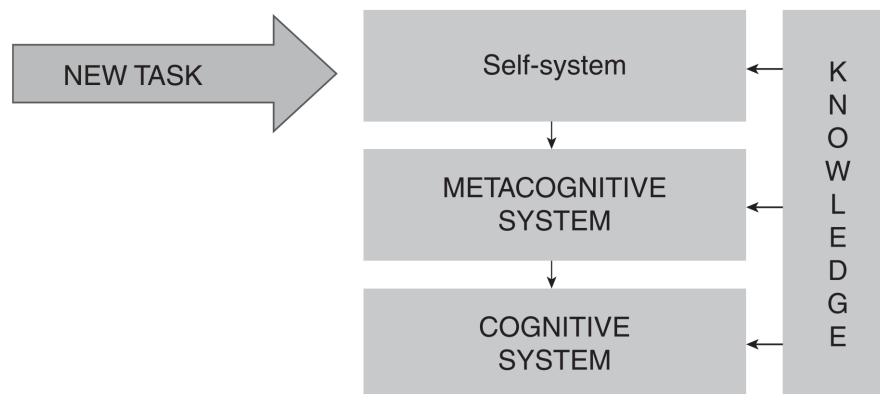 NEW TASK
Self-system
METACOGNITIVE
SYSTEM
COGNITIVE
SYSTEM
K
N
O
W
L
E
D
G
E